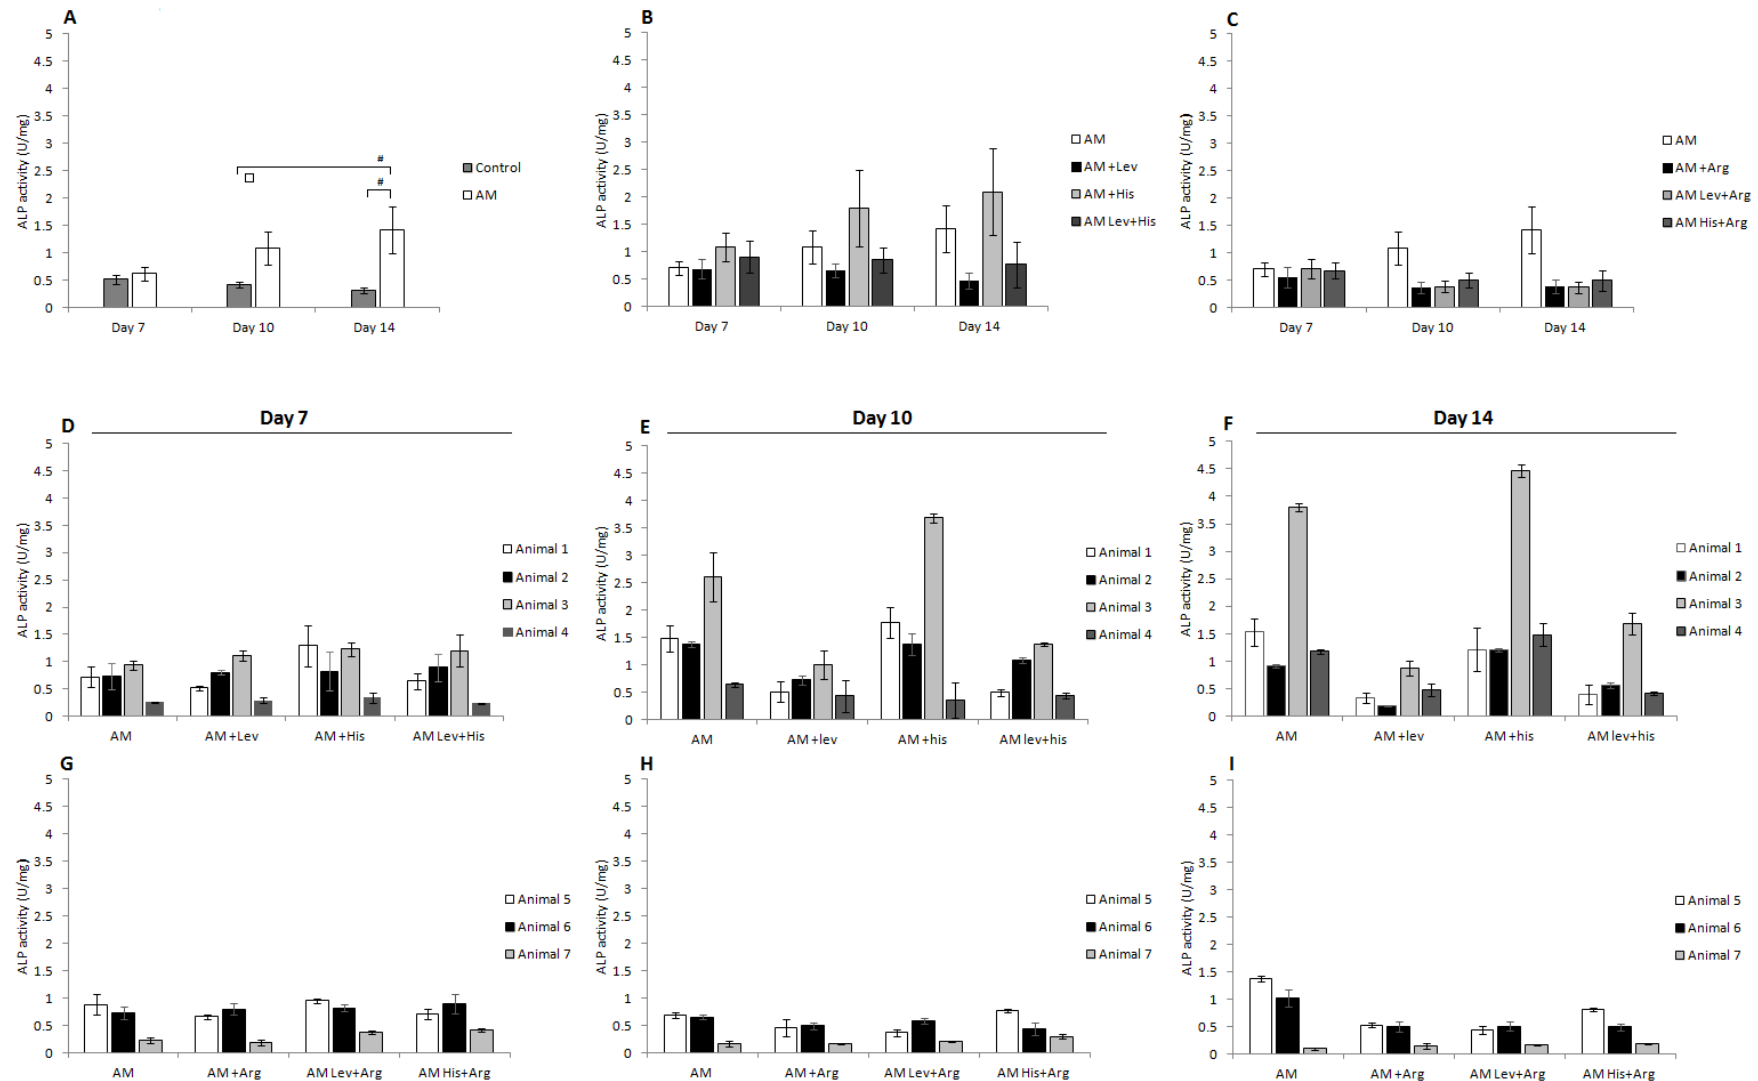 A
ALP activity (U/mg)
5
4.5
4
3.5
3
2.5
2
1.5
1
0.5
0
#
#
Day 7
Day 10
Day 14
Control
AM
B
ALP activity (U/mg)
5
4.5
4
3.5
3
2.5
2
1.5
1
0.5
0
Day 7
Day 10
Day 14
AM
AM +Lev
AM +His
AM Lev+His
C
ALP activity (U/mg)
5
4.5
4
3.5
3
2.5
2
1.5
1
0.5
0
Day 7
Day 10
Day 14
AM
AM +Arg
AM Lev+Arg
AM His+Arg
D
Day 7
ALP activity (U/mg)
5
4.5
4
3.5
3
2.5
2
1.5
1
0.5
0
AM
AM +Lev
AM +His
AM Lev+His
Animal 1
Animal 2
Animal 3
Animal 4
E
Day 10
ALP activity (U/mg)
5
4.5
4
3.5
3
2.5
2
1.5
1
0.5
0
AM
AM +lev
AM +his
AM lev+his
Animal 1
Animal 2
Animal 3
Animal 4
F
Day 14
ALP activity (U/mg)
5
4.5
4
3.5
3
2.5
2
1.5
1
0.5
0
AM
AM +lev
AM +his
AM lev+his
Animal 1
Animal 2
Animal 3
Animal 4
G
ALP activity (U/mg)
5
4.5
4
3.5
3
2.5
2
1.5
1
0.5
0
AM
AM +Arg
AM Lev+Arg
AM His+Arg
Animal 5
Animal 6
Animal 7
H
ALP activity (U/mg)
5
4.5
4
3.5
3
2.5
2
1.5
1
0.5
0
AM
AM +Arg
AM Lev+Arg
AM His+Arg
Animal 5
Animal 6
Animal 7
I
ALP activity (U/mg)
5
4.5
4
3.5
3
2.5
2
1.5
1
0.5
0
AM
AM +Arg
AM Lev+Arg
AM His+Arg
Animal 5
Animal 6
Animal 7